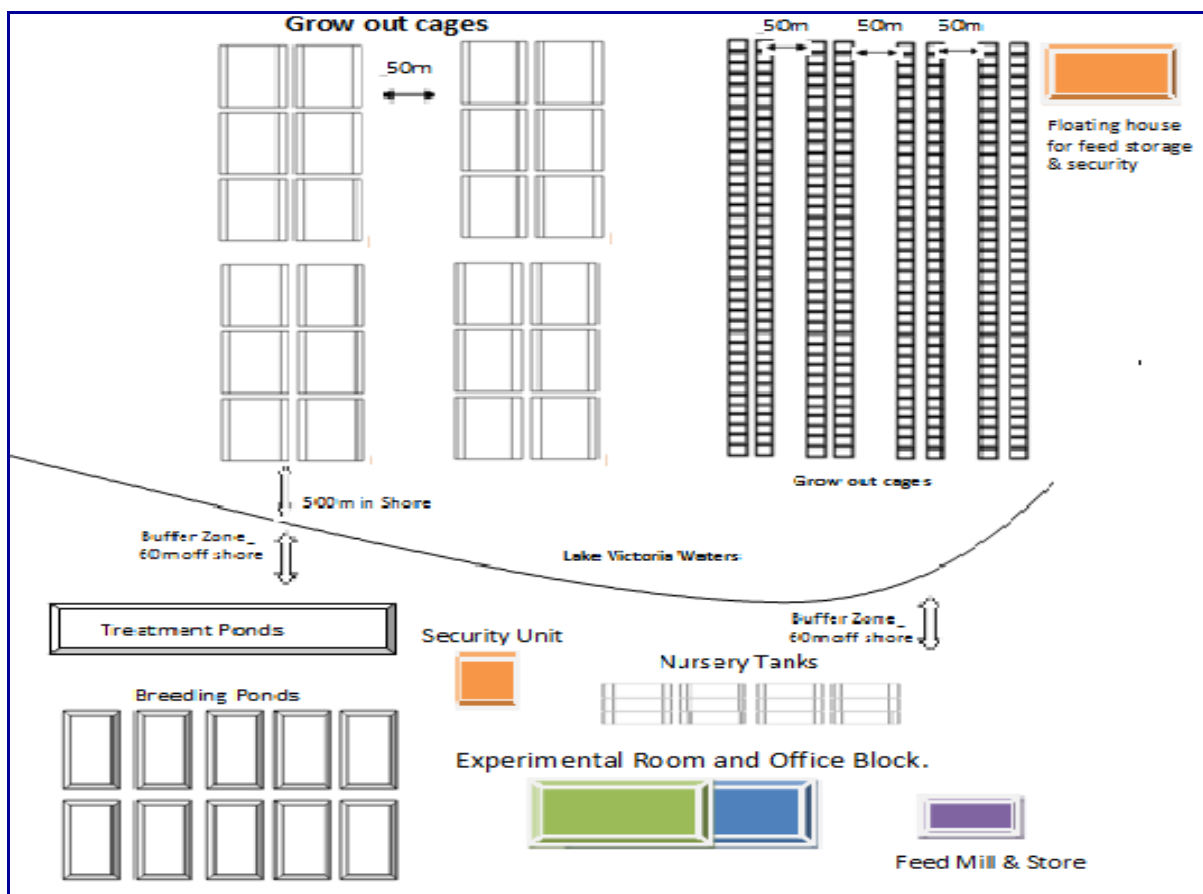 Grow out cages
_50m
_50m
50m
50m
Floating house
for feed storage
& security
Grow out cages
500m in Shore
Buffer Zone_
60m off shore
Lake Victoria Waters
Buffer Zone_
60m off shore
Treatment Ponds
Security Unit
Nursery Tanks
Breeding Ponds
Experimental Room and Office Block.
Feed Mill & Store